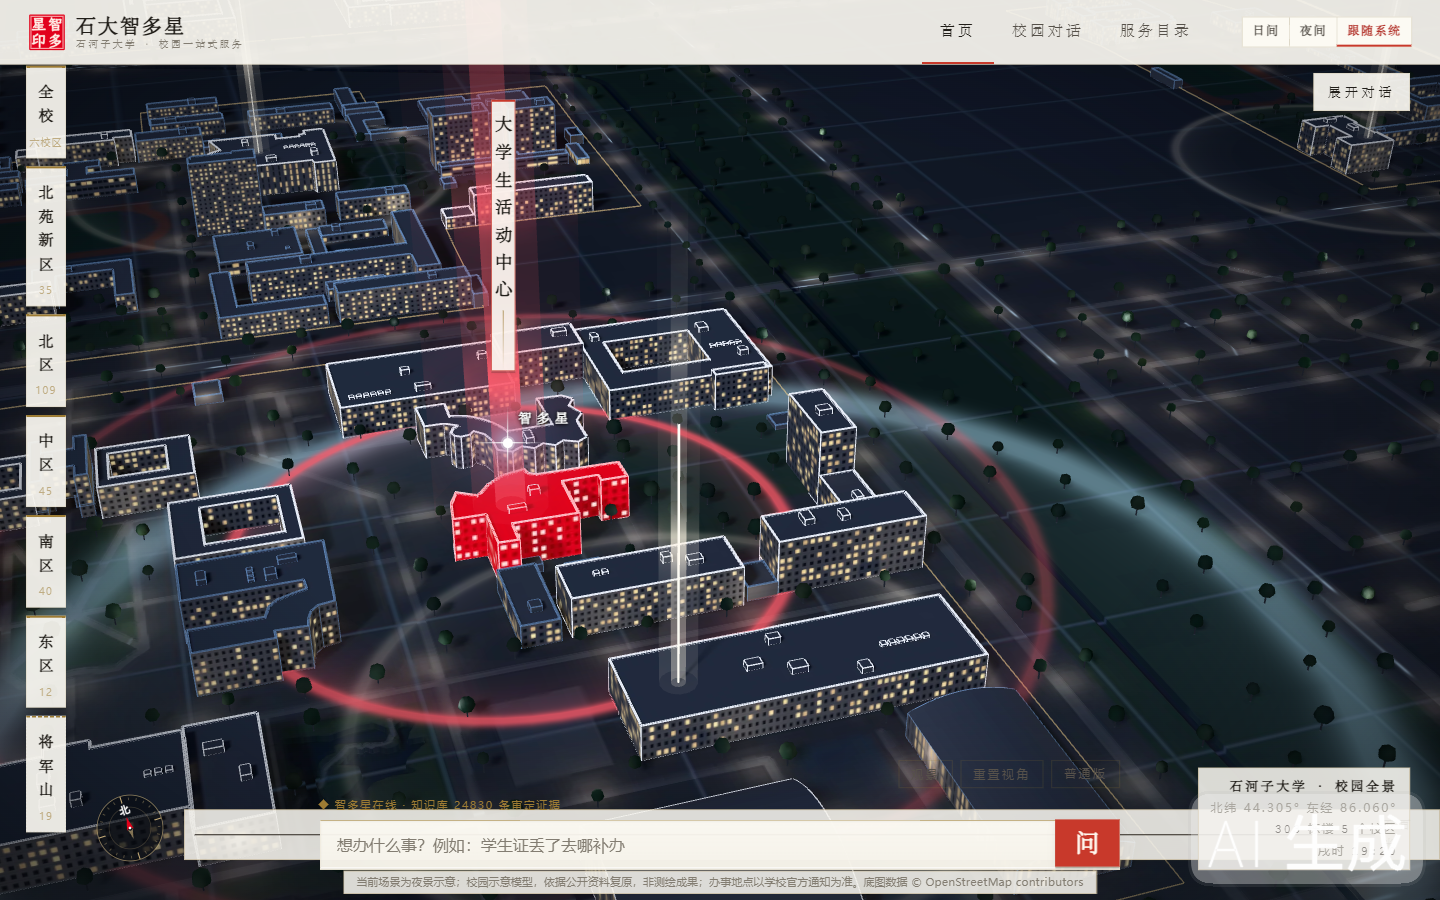 星智
印多
石大智多星
石河子大学 · 校园一站式服务
首页
校园对话
服务目录
日间
夜间
跟随系统
展开对话
全校
六校区
北苑新区
35
北区
109
中区
45
南区
40
东区
12
将军山
19
大学生活动中心
智多星
北
重置视角
普通版
智多星在线 · 知识库 24830 条审定证据
想办什么事？例如：学生证丢了去哪补办
问
当前场景为夜景示意；校园示意模型，依据公开资料复原，非测绘成果；办事地点以学校官方通知为准。底图数据 © OpenStreetMap contributors
石河子大学 · 校园全景
北纬 44.305° 东经 86.060°
AI 生成